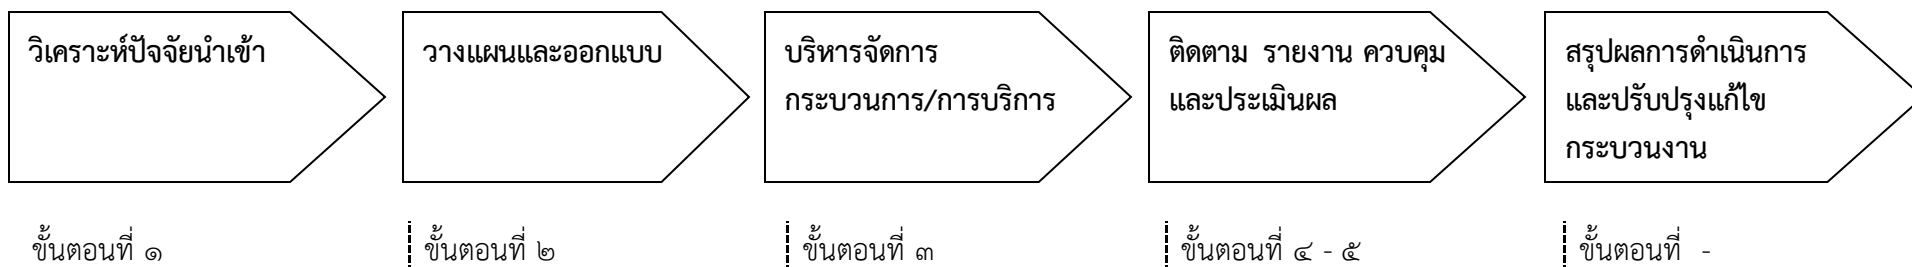 วิเคราะห์ปัจจัยนำเข้า
วางแผนและออกแบบ
บริหารจัดการ
กระบวนการ/การบริการ
ติดตาม รายงาน ควบคุม
และประเมินผล
สรุปผลการดำเนินการ
และปรับปรุงแก้ไข
กระบวนงาน
ขั้นตอนที่ ๑
ขั้นตอนที่ ๒
ขั้นตอนที่ ๓
ขั้นตอนที่ ๔ - ๕
ขั้นตอนที่ -